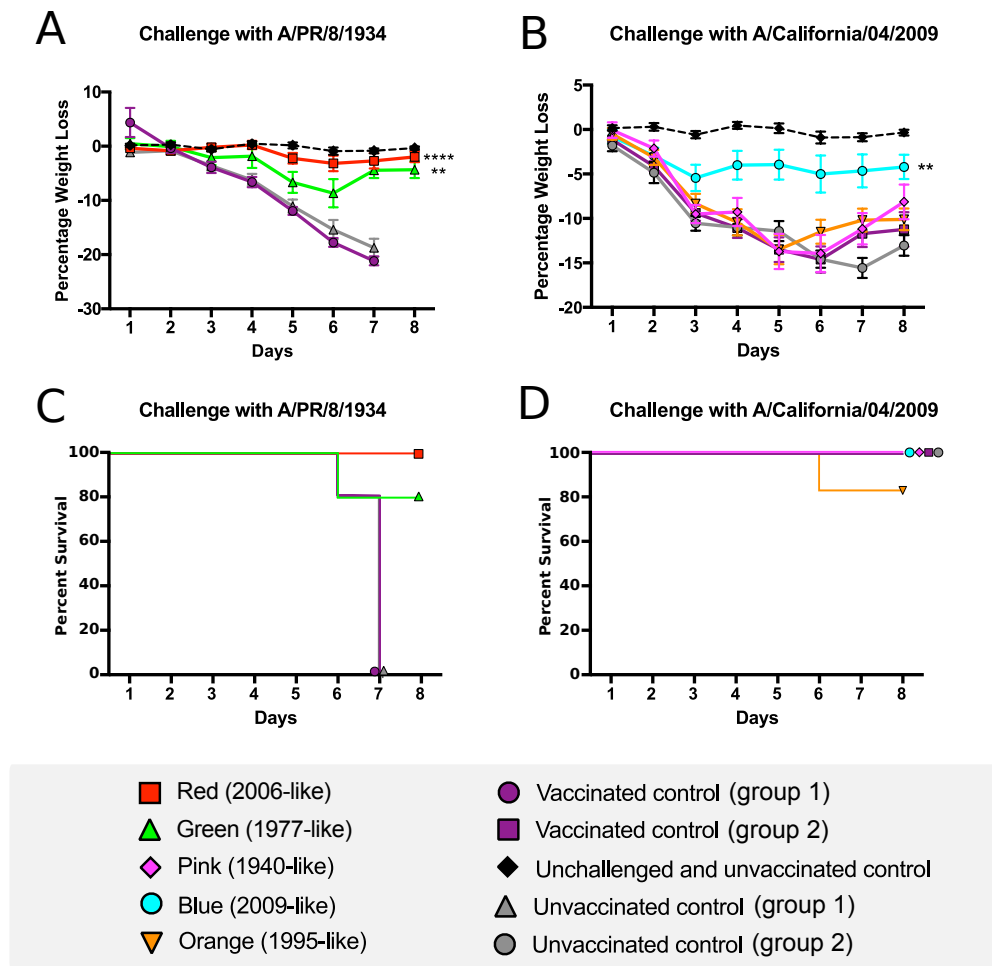 A
Challenge with A/PR/8/1934
Percentage Weight Loss
10
0
-10
-20
-30
1 2 3 4 5 6 7 8
Days
****
**
B
Challenge with A/California/04/2009
Percentage Weight Loss
5
0
-5
-10
-15
-20
1 2 3 4 5 6 7 8
Days
**
C
Challenge with A/PR/8/1934
Percent Survival
100
80
60
40
20
0
1 2 3 4 5 6 7 8
Days
D
Challenge with A/California/04/2009
Percent Survival
100
80
60
40
20
0
1 2 3 4 5 6 7 8
Days
Red (2006-like)
Green (1977-like)
Pink (1940-like)
Blue (2009-like)
Orange (1995-like)
Vaccinated control (group 1)
Vaccinated control (group 2)
Unchallenged and unvaccinated control
Unvaccinated control (group 1)
Unvaccinated control (group 2)